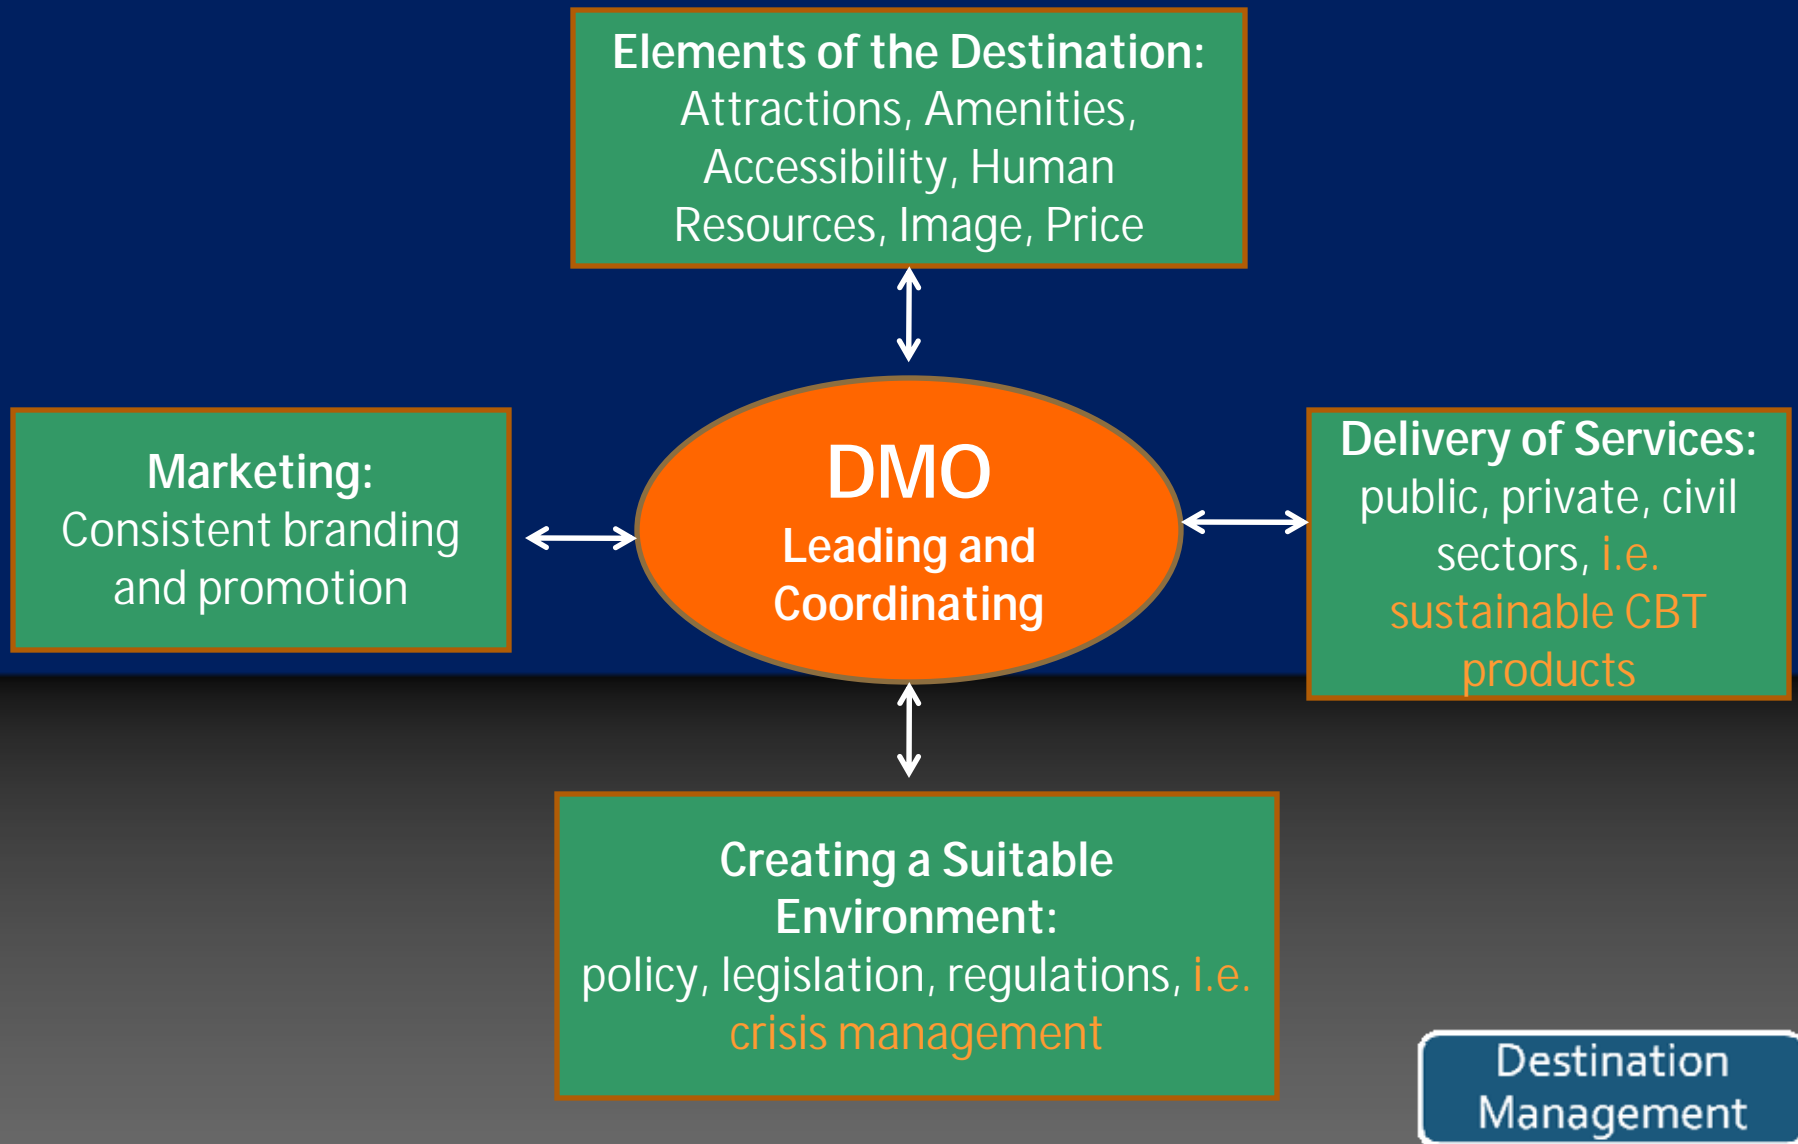 Elements of the Destination:
Attractions, Amenities,
Accessibility, Human
Resources, Image, Price
Marketing:
Consistent branding
and promotion
DMO
Leading and
Coordinating
Delivery of Services:
public, private, civil
sectors, i.e.
sustainable CBT
products
Creating a Suitable
Environment:
policy, legislation, regulations, i.e.
crisis management
Destination
Management